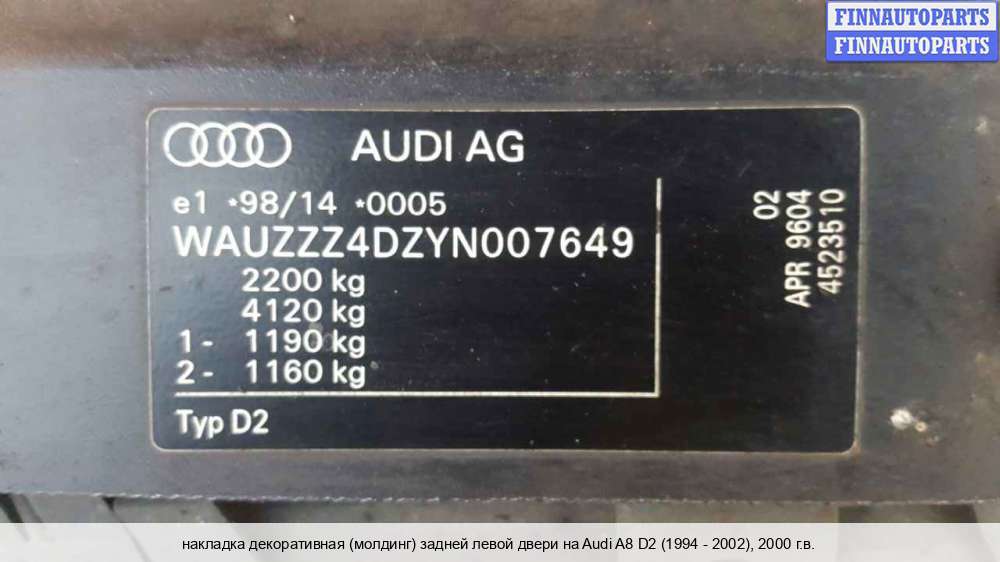 FINNAUTOPARTS
FINNAUTOPARTS
AUDI AG
e1 *98/14 *0005
WAUZZZ4DZYN007649
2200 kg
4120 kg
1 - 1190 kg
2 - 1160 kg
Typ D2
02
APR 9604
4523510
накладка декоративная (молдинг) задней левой двери на Audi A8 D2 (1994 - 2002), 2000 г.в.